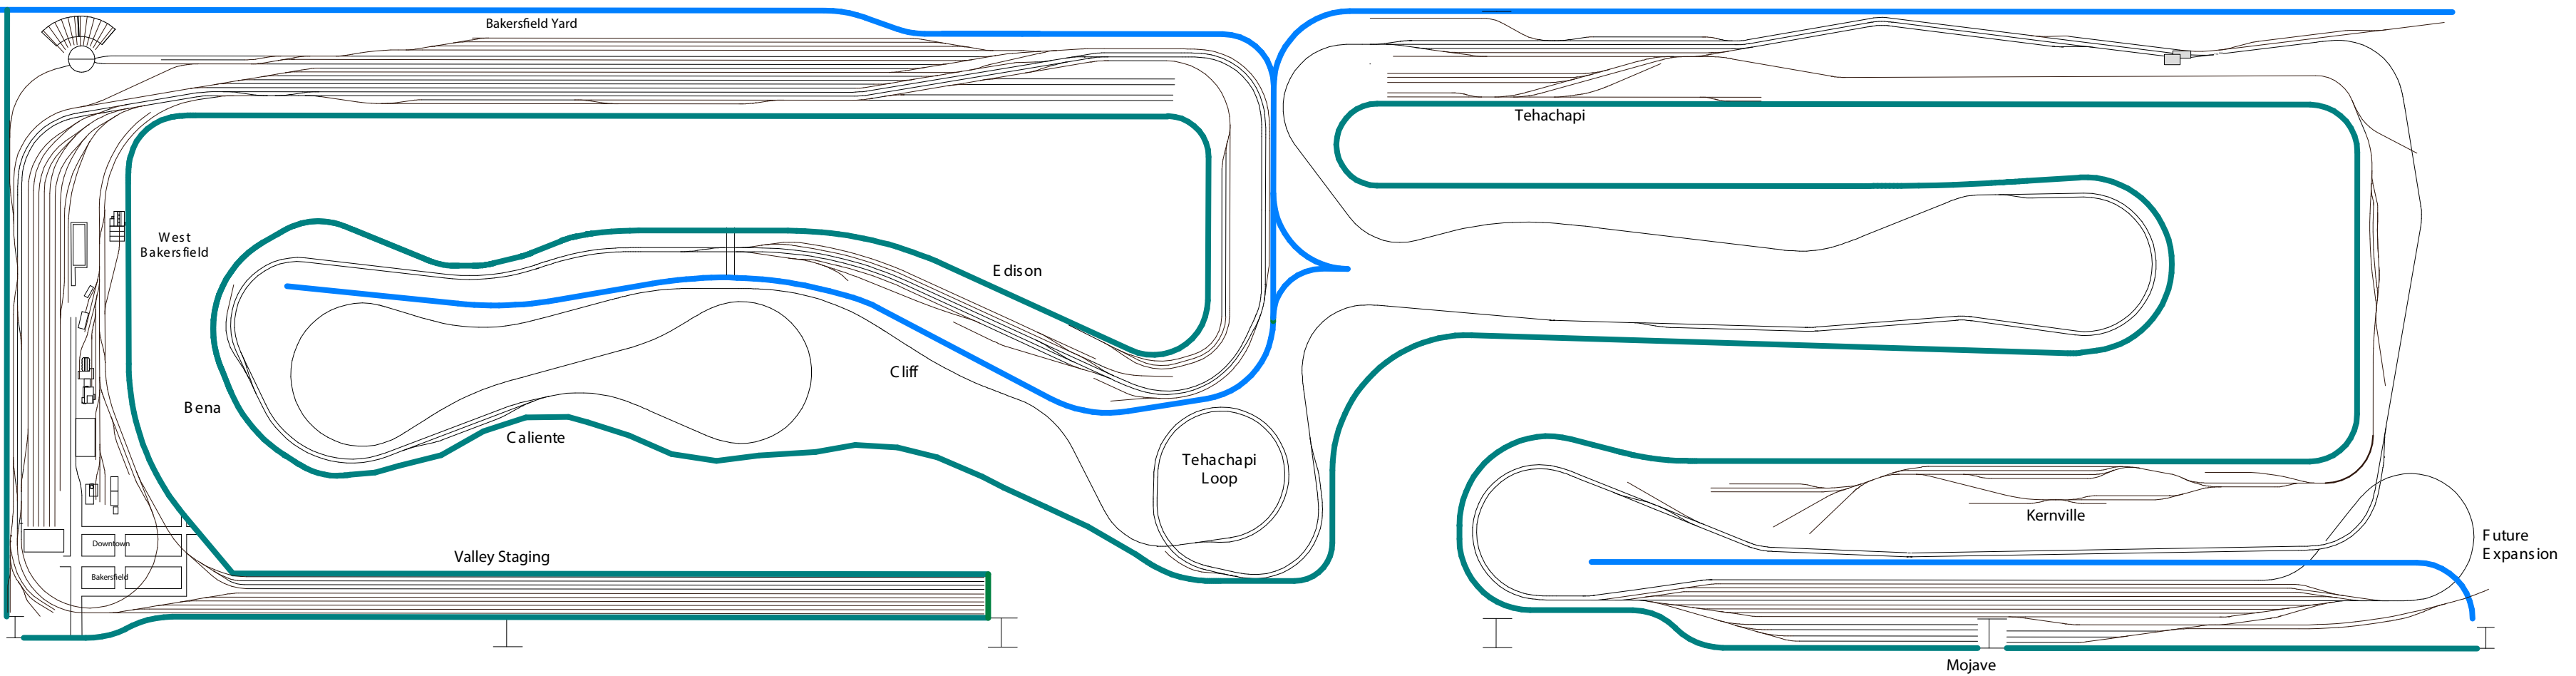 Bakersfield Yard
Tehachapi
West
Bakersfield
Edison
Cliff
Bena
Caliente
Tehachapi
Loop
Kernville
Future
Expansion
Downtown
Valley Staging
Bakersfield
Mojave